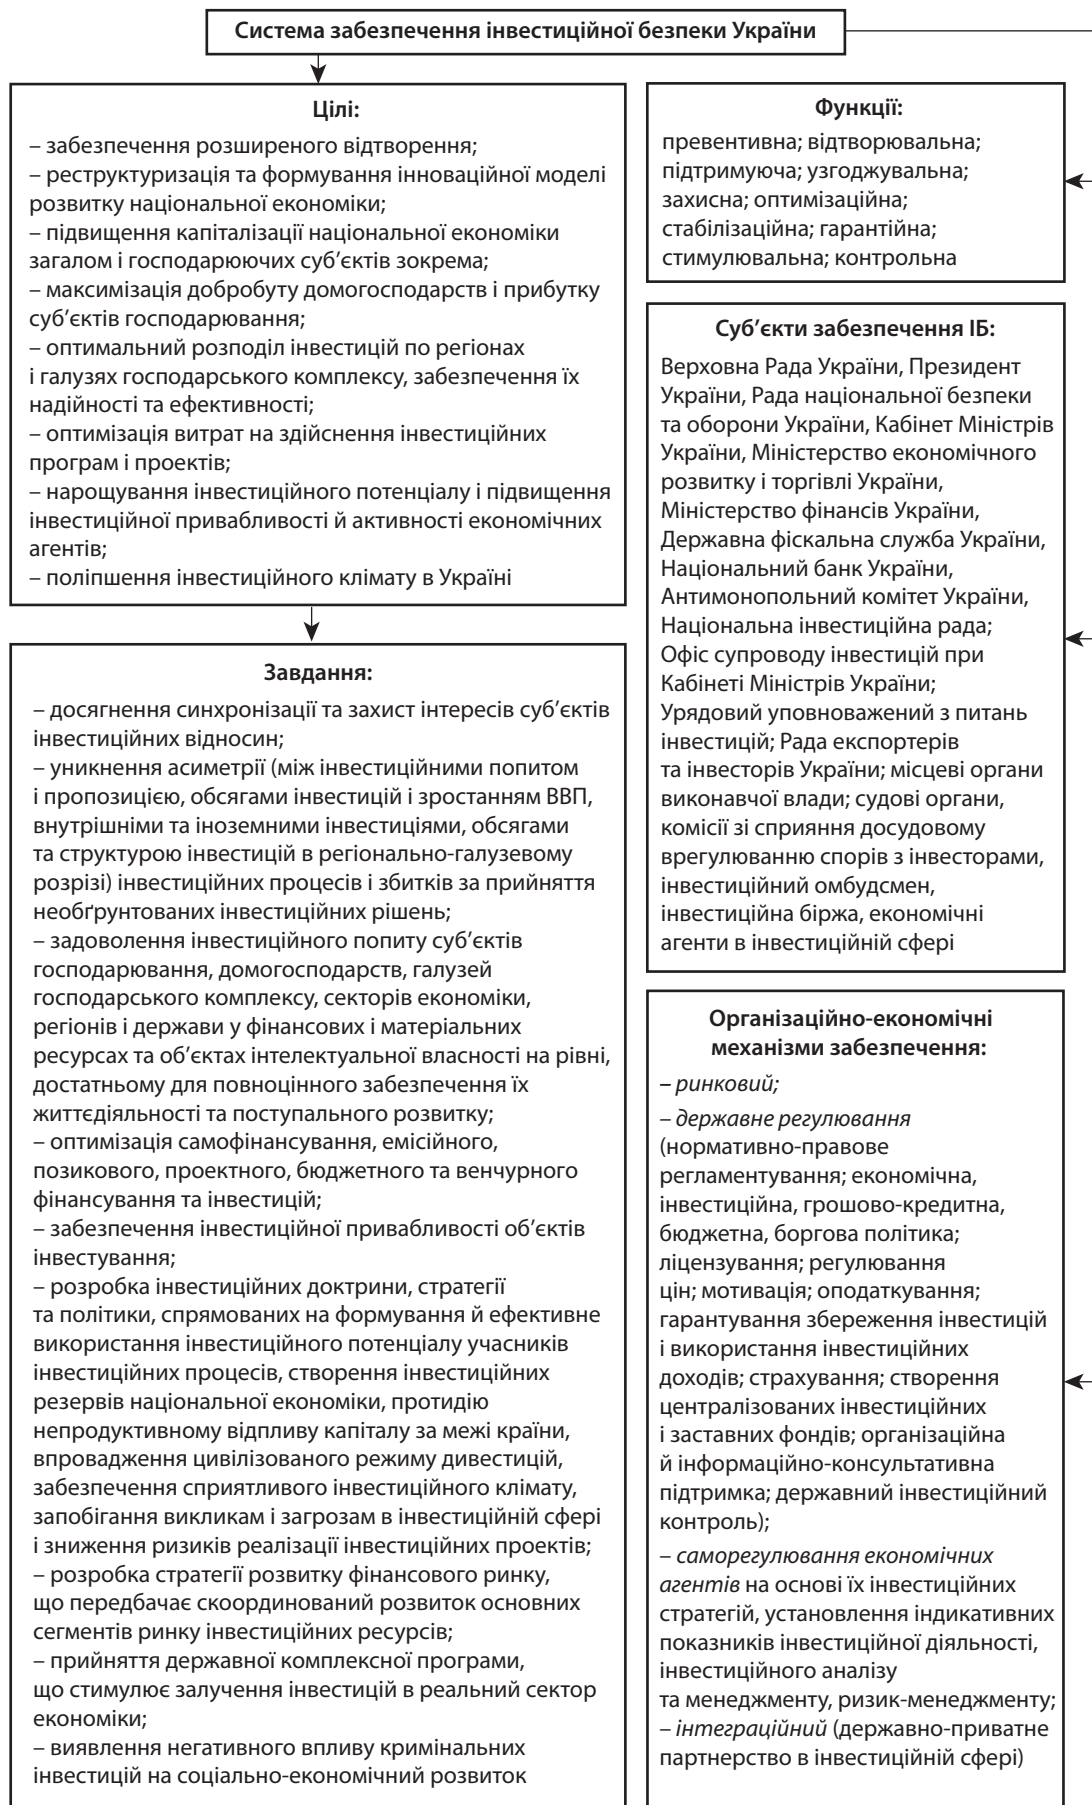 Система забезпечення інвестиційної безпеки України
Цілі:
– забезпечення розширеного відтворення;
– реструктуризація та формування інноваційної моделі
розвитку національної економіки;
– підвищення капіталізації національної економіки
загалом і господарюючих суб’єктів зокрема;
– максимізація добробуту домогосподарств і прибутку
суб’єктів господарювання;
– оптимальний розподіл інвестицій по регіонах
і галузях господарського комплексу, забезпечення їх
надійності та ефективності;
– оптимізація витрат на здійснення інвестиційних
програм і проектів;
– нарощування інвестиційного потенціалу і підвищення
інвестиційної привабливості й активності економічних
агентів;
– поліпшення інвестиційного клімату в Україні
Завдання:
– досягнення синхронізації та захист інтересів суб’єктів
інвестиційних відносин;
– уникнення асиметрії (між інвестиційними попитом
і пропозицією, обсягами інвестицій і зростанням ВВП,
внутрішніми та іноземними інвестиціями, обсягами
та структурою інвестицій в регіонально-галузевому
розрізі) інвестиційних процесів і збитків за прийняття
необґрунтованих інвестиційних рішень;
– задоволення інвестиційного попиту суб’єктів
господарювання, домогосподарств, галузей
господарського комплексу, секторів економіки,
регіонів і держави у фінансових і матеріальних
ресурсах та об’єктах інтелектуальної власності на рівні,
достатньому для повноцінного забезпечення їх
життєдіяльності та поступального розвитку;
– оптимізація самофінансування, емісійного,
позикового, проектного, бюджетного та венчурного
фінансування та інвестицій;
– забезпечення інвестиційної привабливості об’єктів
інвестування;
– розробка інвестиційних доктрини, стратегії
та політики, спрямованих на формування й ефективне
використання інвестиційного потенціалу учасників
інвестиційних процесів, створення інвестиційних
резервів національної економіки, протидію
непродуктивному відпливу капіталу за межі країни,
впровадження цивілізованого режиму дивестицій,
забезпечення сприятливого інвестиційного клімату,
запобігання викликам і загрозам в інвестиційній сфері
і зниження ризиків реалізації інвестиційних проектів;
– розробка стратегії розвитку фінансового ринку,
що передбачає скоординований розвиток основних
сегментів ринку інвестиційних ресурсів;
– прийняття державної комплексної програми,
що стимулює залучення інвестицій в реальний сектор
економіки;
– виявлення негативного впливу кримінальних
інвестицій на соціально-економічний розвиток
Функції:
превентивна; відтворювальна;
підтримуюча; узгоджувальна;
захисна; оптимізаційна;
стабілізаційна; гарантійна;
стимулювальна; контрольна
Суб’єкти забезпечення ІБ:
Верховна Рада України, Президент
України, Рада національної безпеки
та оборони України, Кабінет Міністрів
України, Міністерство економічного
розвитку і торгівлі України,
Міністерство фінансів України,
Державна фіскальна служба України,
Національний банк України,
Антимонопольний комітет України,
Національна інвестиційна рада;
Офіс супроводу інвестицій при
Кабінеті Міністрів України;
Урядовий уповноважений з питань
інвестицій; Рада експортерів
та інвесторів України; місцеві органи
виконавчої влади; судові органи,
комісії зі сприяння досудовому
врегулюванню спорів з інвесторами,
інвестиційний омбудсмен,
інвестиційна біржа, економічні
агенти в інвестиційній сфері
Організаційно-економічні
механізми забезпечення:
– ринковий;
– державне регулювання
(нормативно-правове
регламентування; економічна,
інвестиційна, грошово-кредитна,
бюджетна, боргова політика;
ліцензування; регулювання
цін; мотивація; оподаткування;
гарантування збереження інвестицій
і використання інвестиційних
доходів; страхування; створення
централізованих інвестиційних
і заставних фондів; організаційна
й інформаційно-консультативна
підтримка; державний інвестиційний
контроль);
– саморегулювання економічних
агентів на основі їх інвестиційних
стратегій, установлення індикативних
показників інвестиційної діяльності,
інвестиційного аналізу
та менеджменту, ризик-менеджменту;
– інтеграційний (державно-приватне
партнерство в інвестиційній сфері)